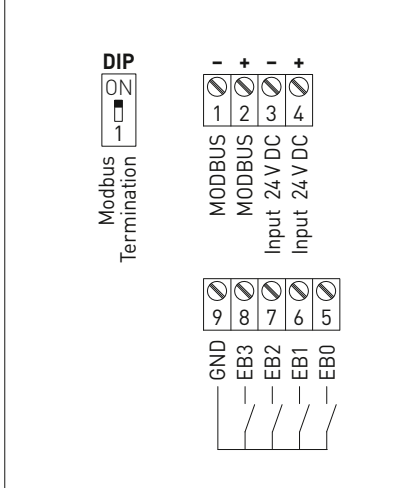 DIP
ON
1
Modbus
Termination
– + – +
1 2 3 4
MODBUS
MODBUS
Input 24 V DC
Input 24 V DC
9 8 7 6 5
GND
EB3
EB2
EB1
EB0